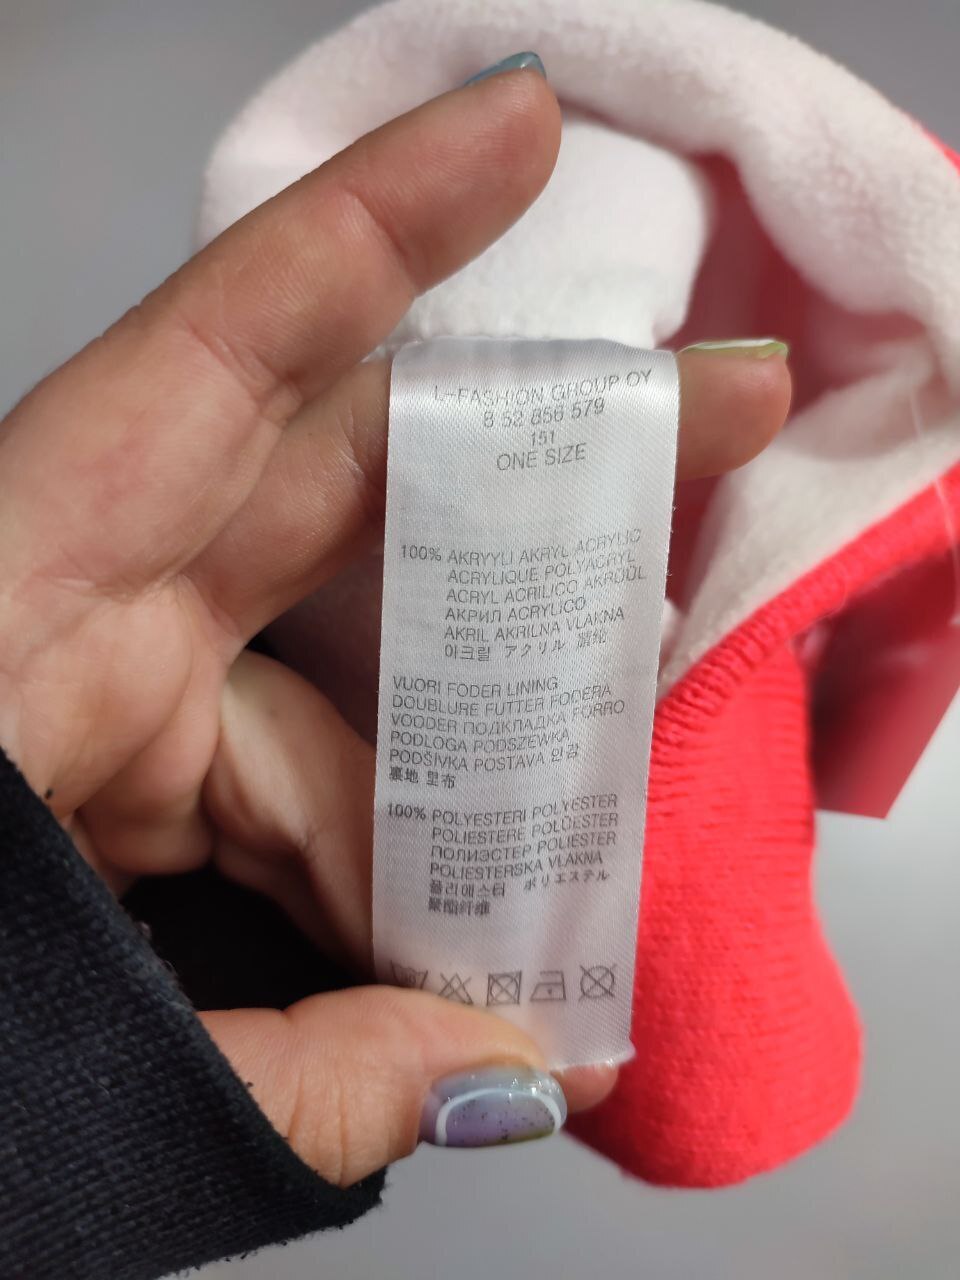 L-FASHION GROUP OY
8 52 856 579
151
ONE SIZE
100% AKRYYLI AKRYL ACRYLIC
ACRYLIQUE POLYACRYL
ACRYL ACRILICO AKRÜÜL
АКРИЛ ACRYLICO
AKRIL AKRILNA VLAKNA
아크릴 アクリル
VUORI FODER LINING
DOUBLURE FUTTER FODERA
VOODER ПОДКЛАДКА FORRO
PODLOGA PODSZEWKA
PODŠIVKA POSTAVA 안감
裏地 里布
100% POLYESTERI POLYESTER
POLIESTERE POLÜESTER
ПОЛИЭСТЕР POLIESTER
POLIESTERSKA VLAKNA
폴리에스터 ポリエステル
聚酯纤维